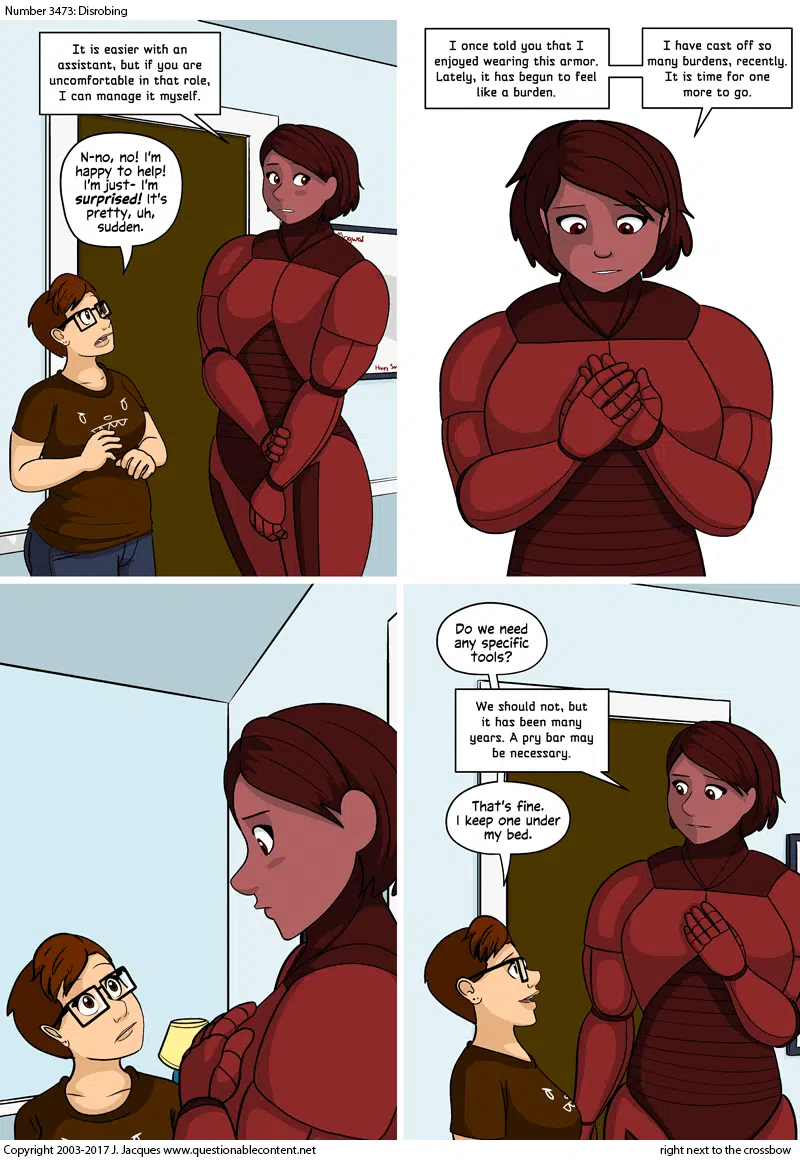 Number 3473: Disrobing
It is easier with an
assistant, but if you are
uncomfortable in that role,
I can manage it myself.
N-no, no! I'm
happy to help!
I'm just- I'm
surprised! It's
pretty, uh,
sudden.
Mogwai
I once told you that I
enjoyed wearing this armor.
Lately, it has begun to feel
like a burden.
I have cast off so
many burdens, recently.
It is time for one
more to go.
Do we need
any specific
tools?
We should not, but
it has been many
years. A pry bar may
be necessary.
That's fine.
I keep one under
my bed.
Copyright 2003-2017 J. Jacques www.questionablecontent.net
right next to the crossbow